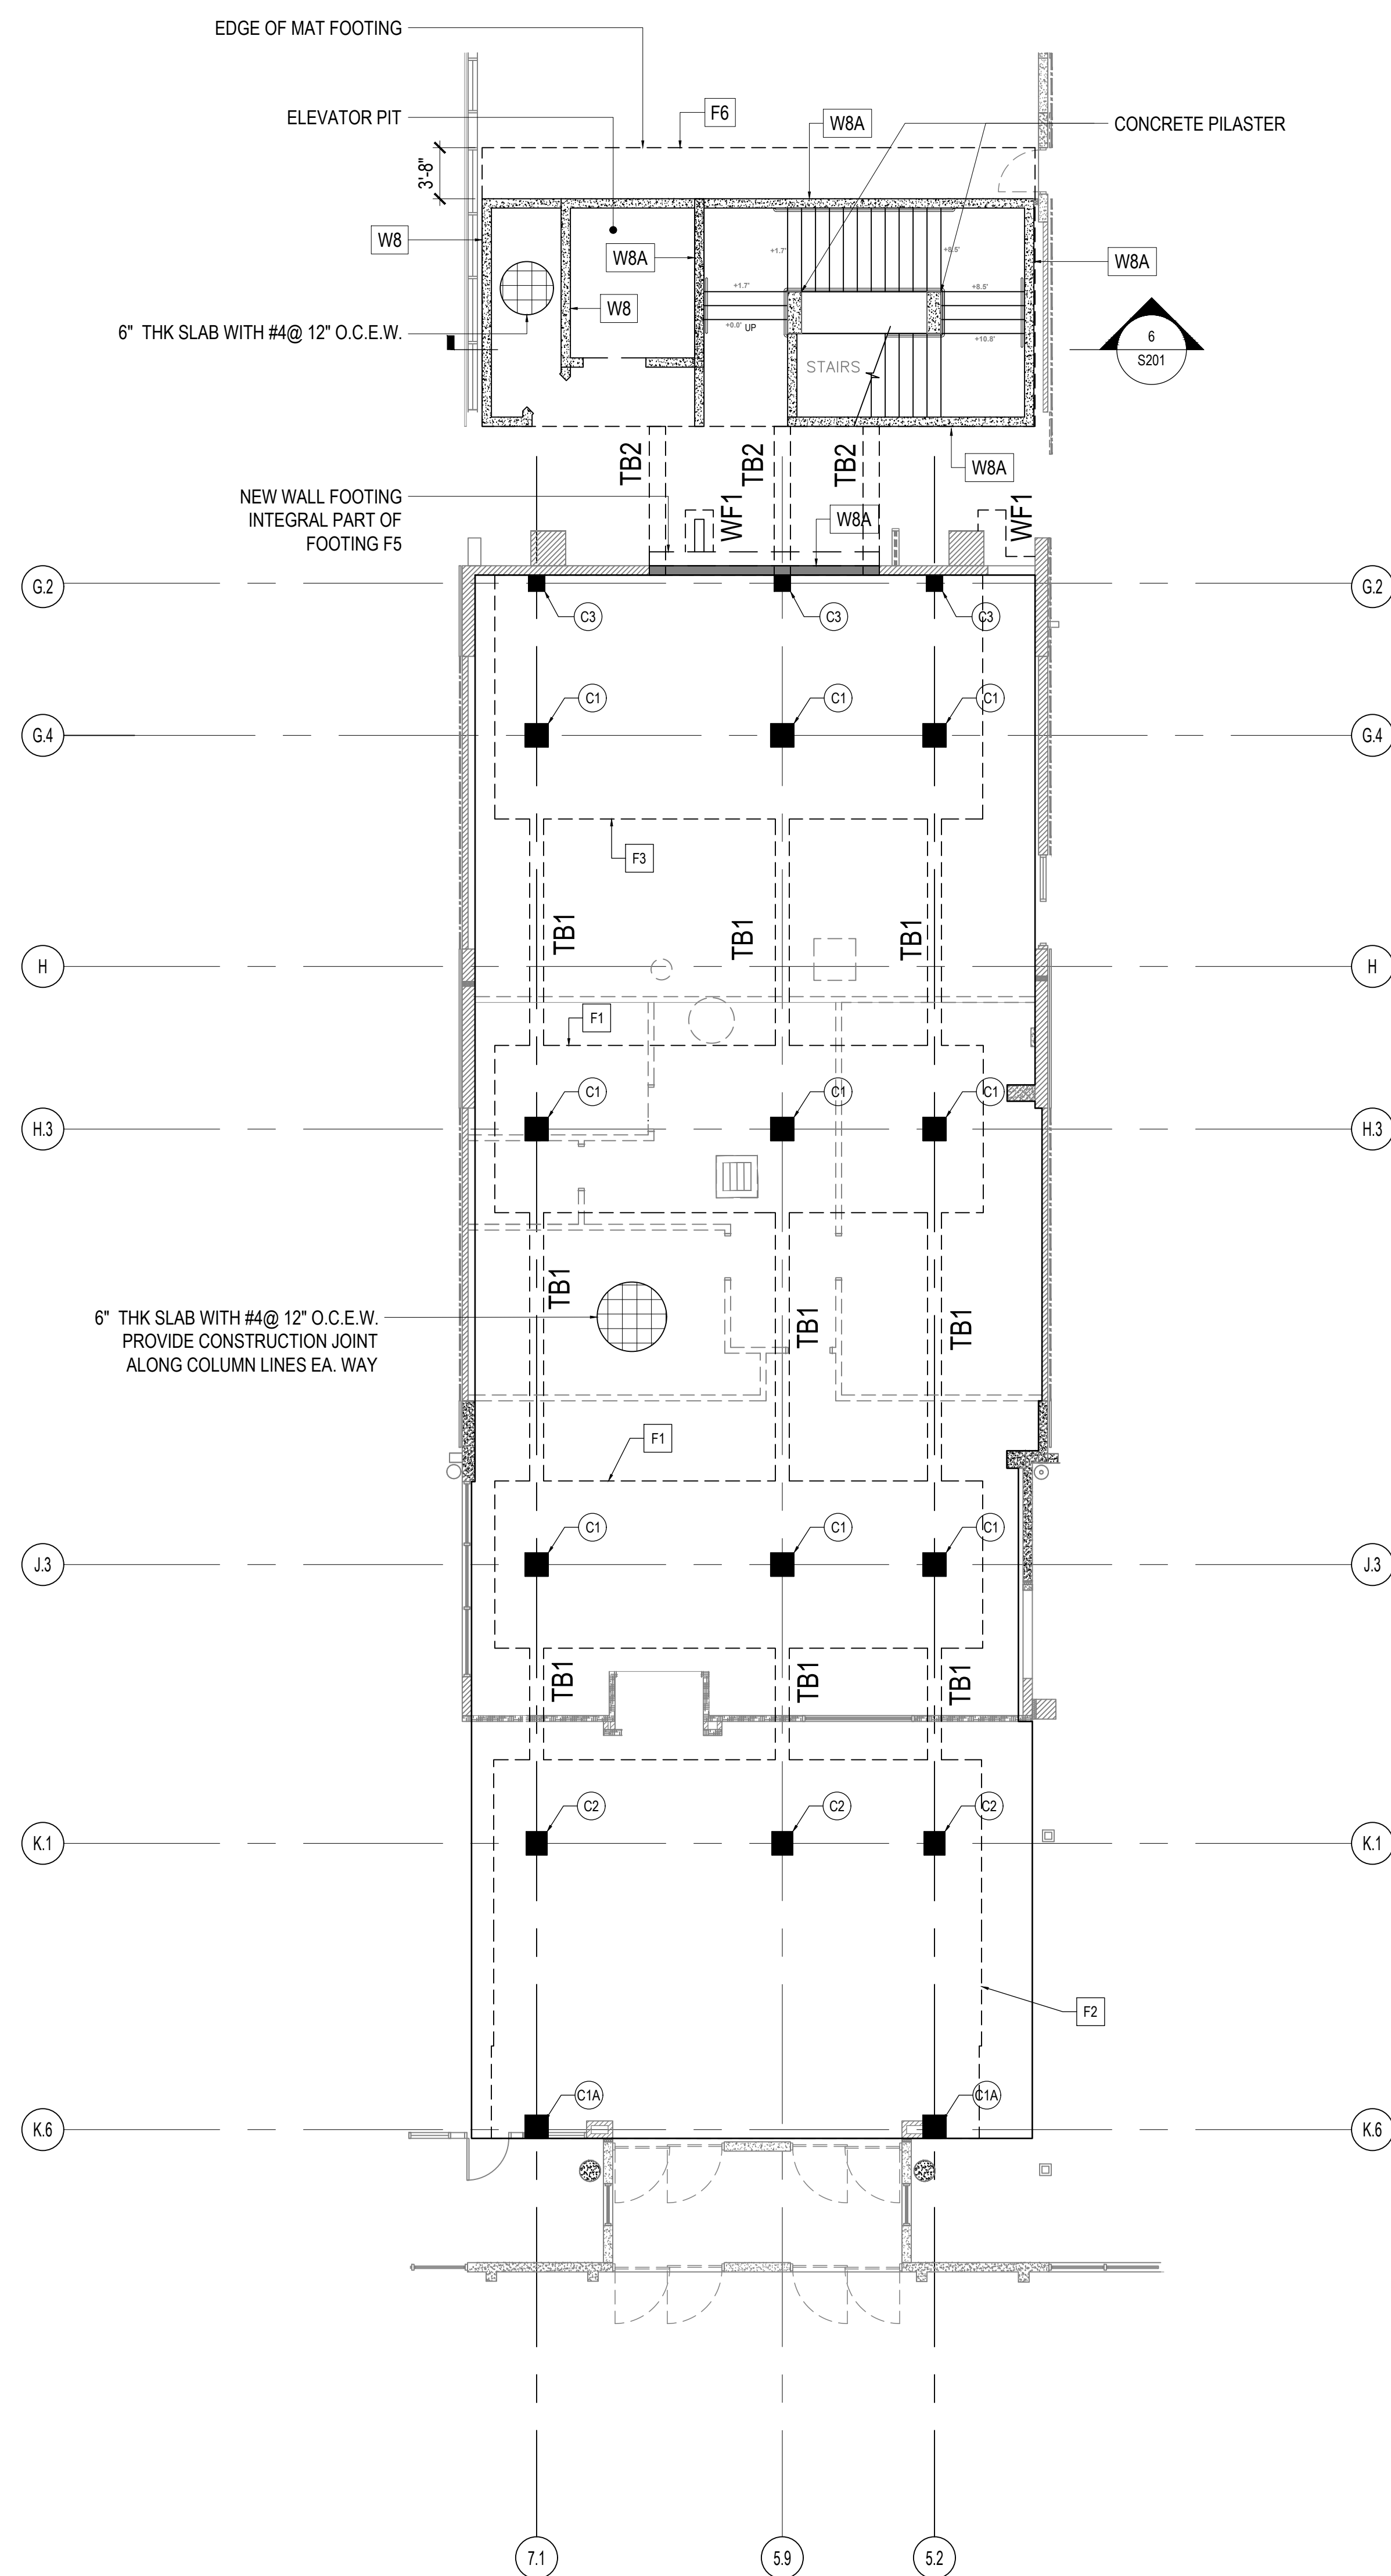 EDGE OF MAT FOOTING
ELEVATOR PIT
F6
W8A
CONCRETE PILASTER
3'-8"
W8
W8A
W8A
W8
+1.7'
+8.5'
+1.7'
+8.5'
+0.0' UP
+10.8'
6" THK SLAB WITH #4@ 12" O.C.E.W.
STAIRS
6
S201
TB2
TB2
TB2
W8A
NEW WALL FOOTING
INTEGRAL PART OF
FOOTING F5
WF1
W8A
WF1
G.2
G.2
C3
C3
C3
C1
C1
C1
G.4
G.4
F3
TB1
TB1
TB1
H
H
F1
C1
C1
C1
H.3
H.3
TB1
TB1
TB1
6" THK SLAB WITH #4@ 12" O.C.E.W.
PROVIDE CONSTRUCTION JOINT
ALONG COLUMN LINES EA. WAY
F1
C1
C1
C1
J.3
J.3
TB1
TB1
TB1
C2
C2
C2
K.1
K.1
F2
C1A
C1A
K.6
K.6
7.1
5.9
5.2